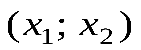 (x₁; x₂)